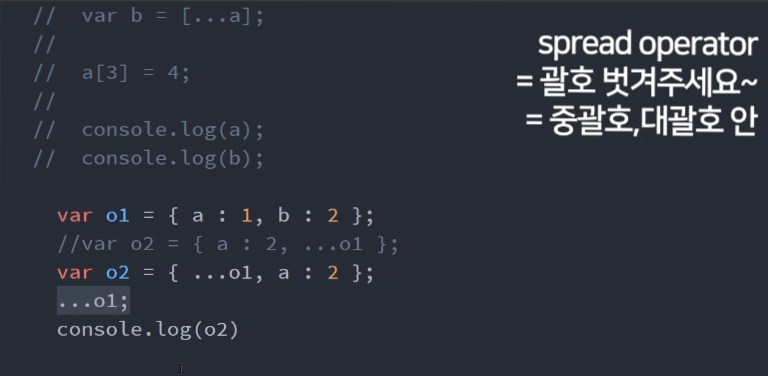 //  var b = [...a];
//
//  a[3] = 4;
//
//  console.log(a);
//  console.log(b);
var o1 = { a : 1, b : 2 };
//var o2 = { a : 2, ...o1 };
var o2 = { ...o1, a : 2 };
...o1;
console.log(o2)
spread operator
= 괄호 벗겨주세요~
= 중괄호,대괄호 안